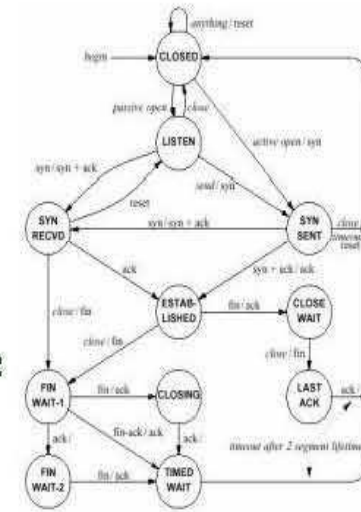 anything / reset
begin
CLOSED
passive open
close
LISTEN
active open / syn
syn / syn + ack
send / syn
reset
SYN
RECVD
syn / syn + ack
SYN
SENT
close /
timeout /
reset
ack
syn + ack / ack
close / fin
ESTAB-
LISHED
fin / ack
CLOSE
WAIT
close / fin
close / fin
FIN
WAIT-1
fin / ack
CLOSING
LAST
ACK
ack /
ack /
fin-ack / ack
ack /
timeout after 2 segment lifetime
FIN
WAIT-2
fin / ack
TIMED
WAIT